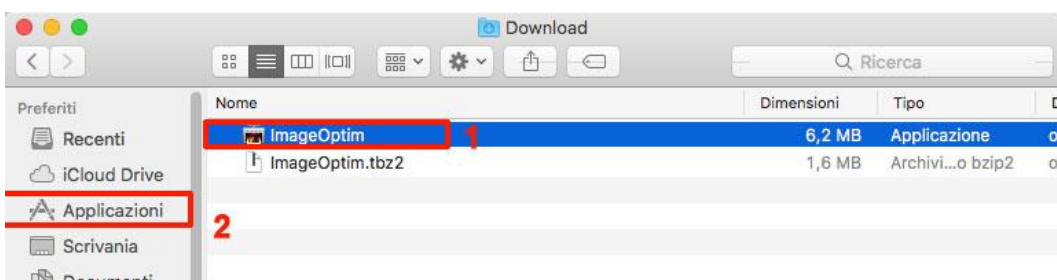 Download
Ricerca
Preferiti
Recenti
iCloud Drive
Applicazioni
Scrivania
Documenti
Nome Dimensioni Tipo
ImageOptim 6,2 MB Applicazione
ImageOptim.tbz2 1,6 MB Archivi...o bzip2
1
2